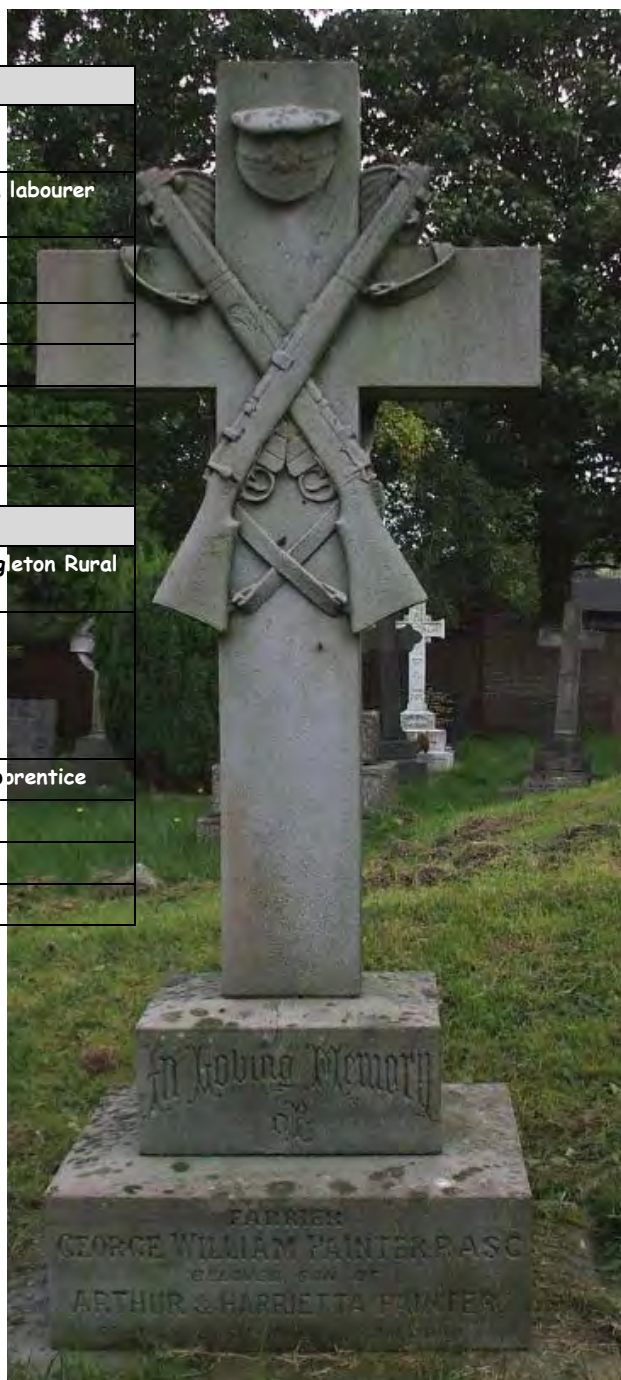 labourer
gleton Rural
prentice
In Loving Memory
of
FARRIER
GEORGE WILLIAM PAINTER. R.A.S.C
BELOVED SON OF
ARTHUR & HARRIETTA PAINTER,